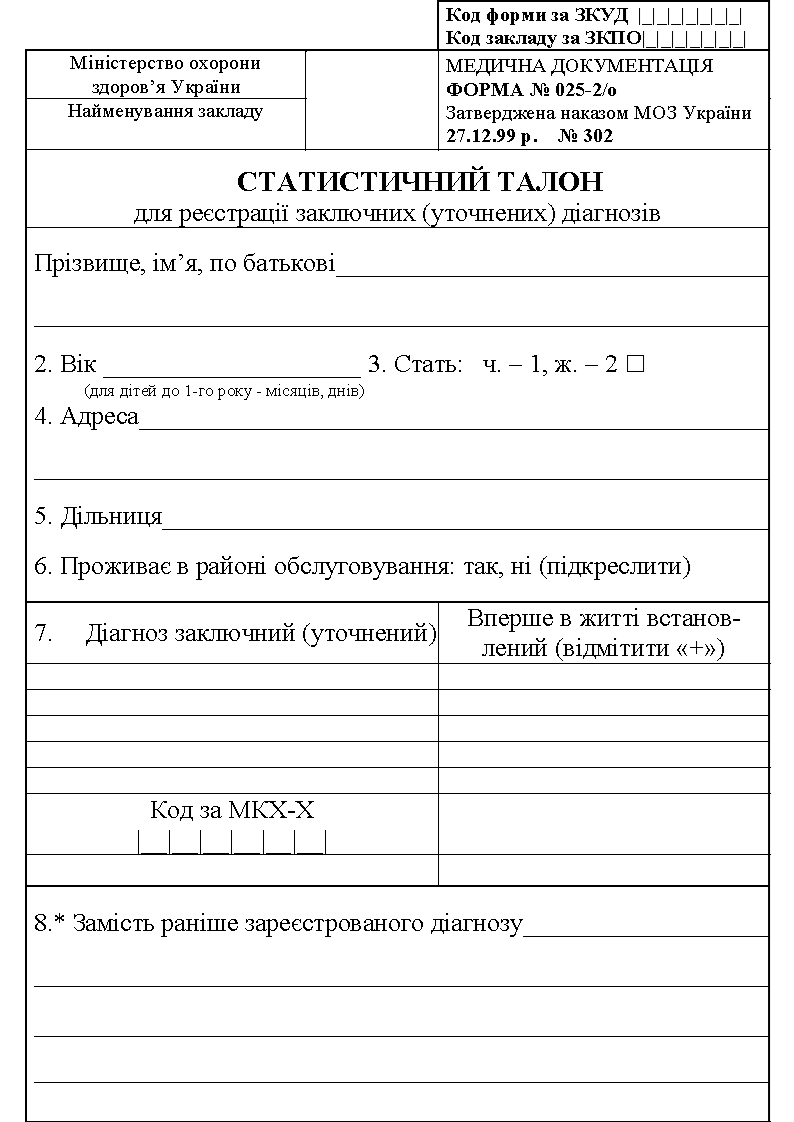 Код форми за ЗКУД |_|_|_|_|_|_|_|
Код закладу за ЗКПО|_|_|_|_|_|_|_|
Міністерство охорони
здоров’я України
Найменування закладу
МЕДИЧНА ДОКУМЕНТАЦІЯ
ФОРМА № 025-2/о
Затверджена наказом МОЗ України
27.12.99 р. № 302
СТАТИСТИЧНИЙ ТАЛОН
для реєстрації заключних (уточнених) діагнозів
Прізвище, ім’я, по батькові
2. Вік ____________________ 3. Стать: ч. – 1, ж. – 2 □
(для дітей до 1-го року - місяців, днів)
4. Адреса
5. Дільниця
6. Проживає в районі обслуговування: так, ні (підкреслити)
7. Діагноз заключний (уточнений)
Вперше в житті встанов-
лений (відмітити «+»)
Код за МКХ-Х
|__|__|__|__|__|__|
8.* Замість раніше зареєстрованого діагнозу